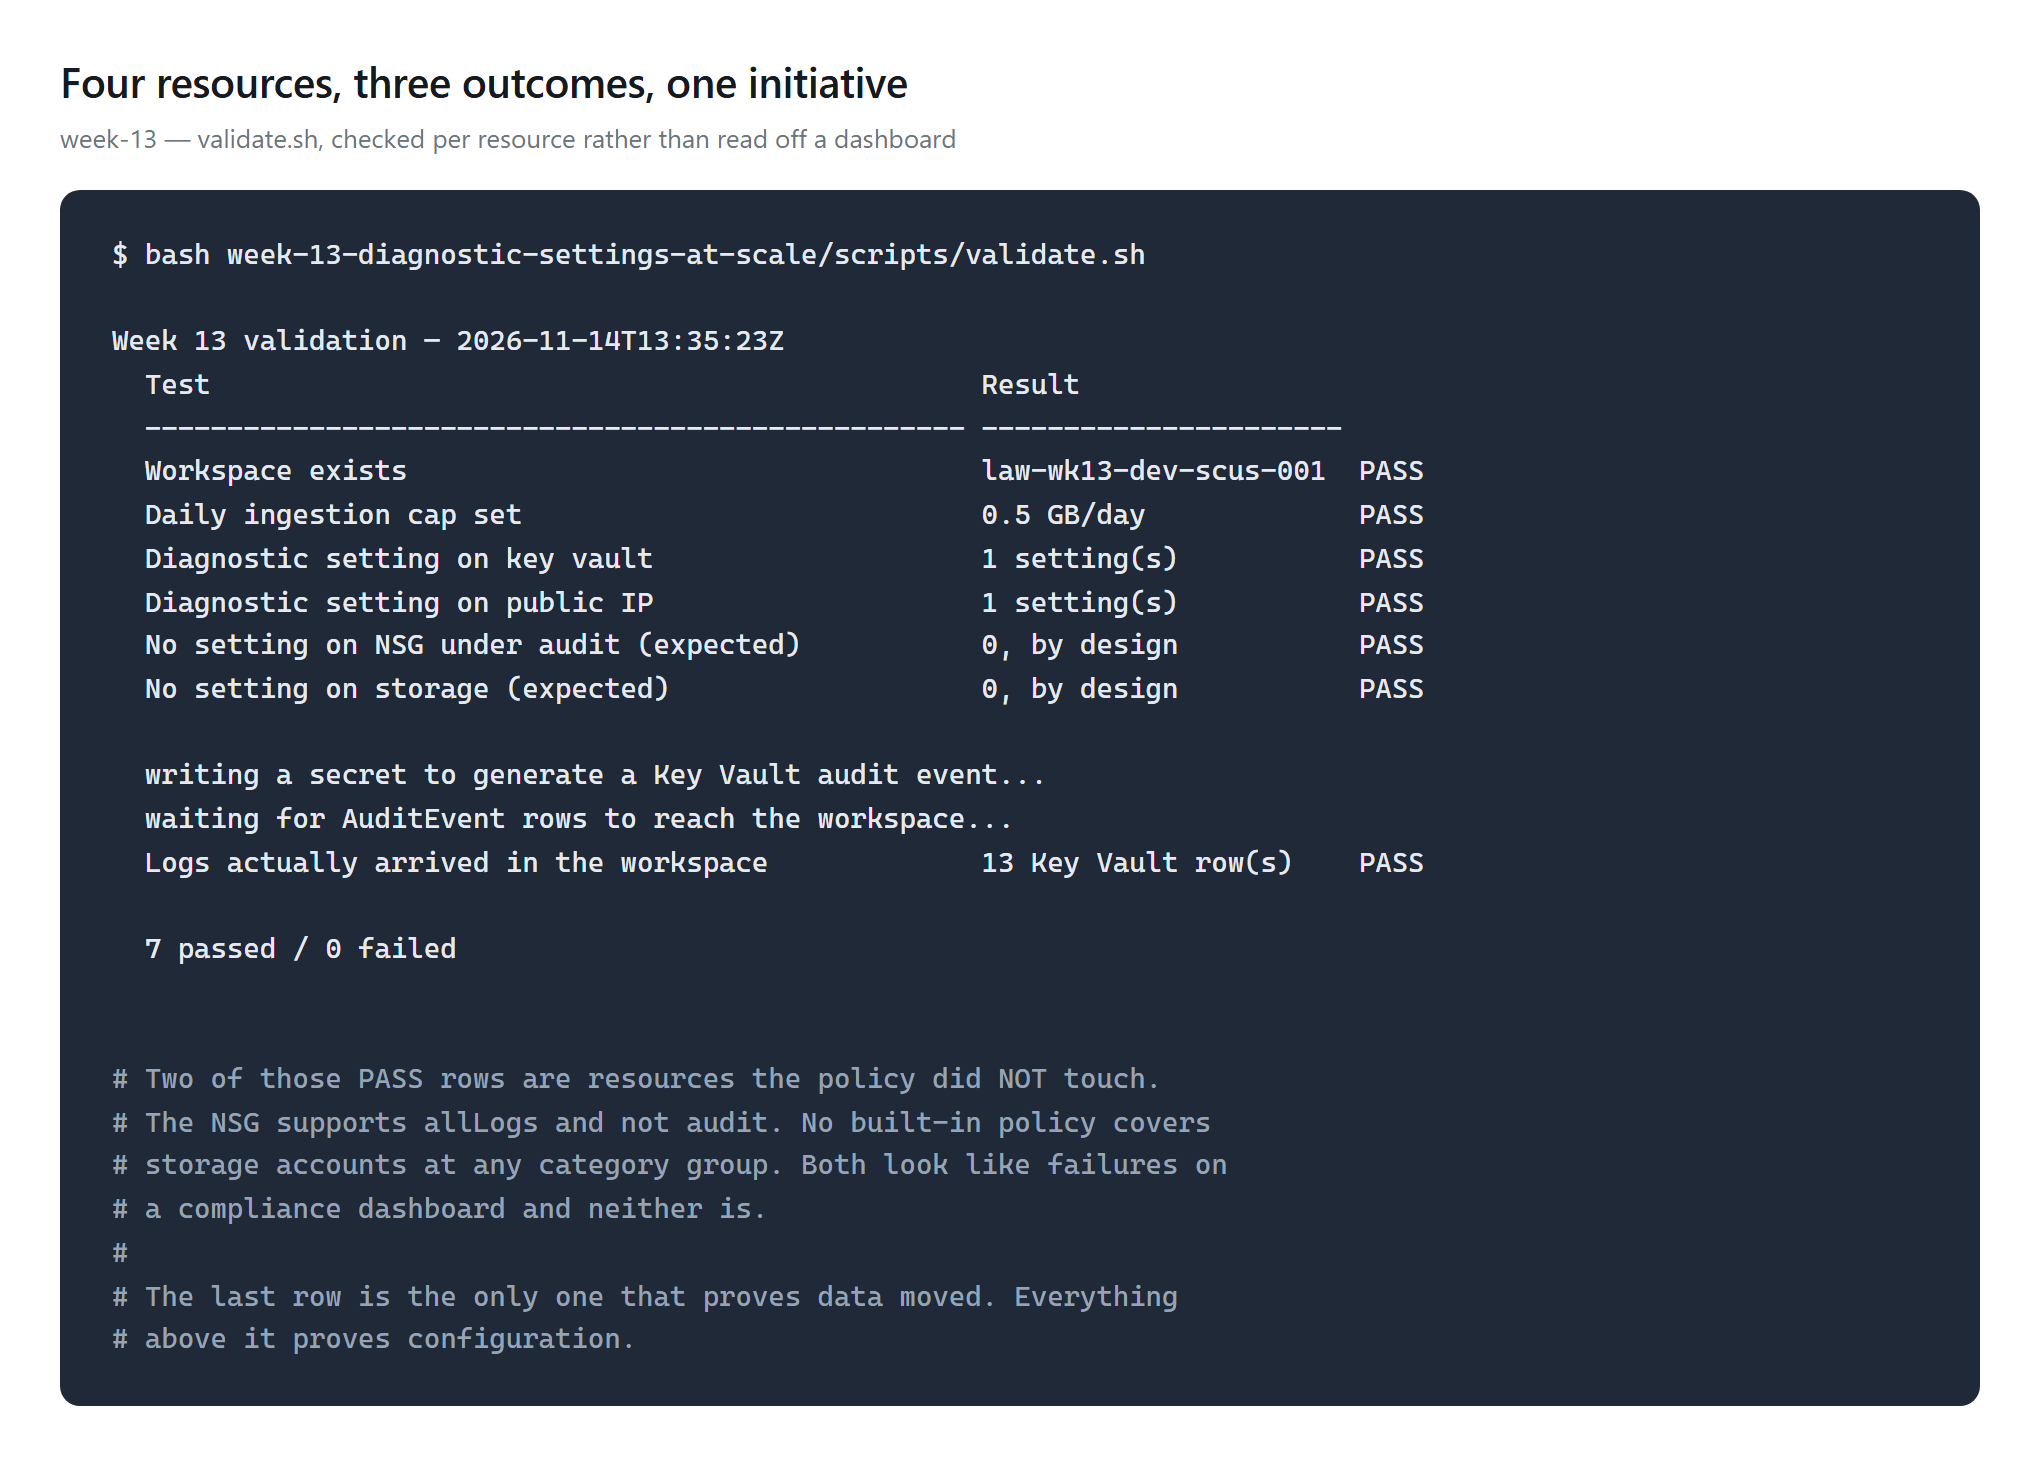 Four resources, three outcomes, one initiative
week-13 — validate.sh, checked per resource rather than read off a dashboard
$ bash week-13-diagnostic-settings-at-scale/scripts/validate.sh
Week 13 validation — 2026-11-14T13:35:23Z
Test Result
-------------------------------------------------- ----------------------
Workspace exists law-wk13-dev-scus-001 PASS
Daily ingestion cap set 0.5 GB/day PASS
Diagnostic setting on key vault 1 setting(s) PASS
Diagnostic setting on public IP 1 setting(s) PASS
No setting on NSG under audit (expected) 0, by design PASS
No setting on storage (expected) 0, by design PASS
writing a secret to generate a Key Vault audit event...
waiting for AuditEvent rows to reach the workspace...
Logs actually arrived in the workspace 13 Key Vault row(s) PASS
7 passed / 0 failed
# Two of those PASS rows are resources the policy did NOT touch.
# The NSG supports allLogs and not audit. No built-in policy covers
# storage accounts at any category group. Both look like failures on
# a compliance dashboard and neither is.
#
# The last row is the only one that proves data moved. Everything
# above it proves configuration.